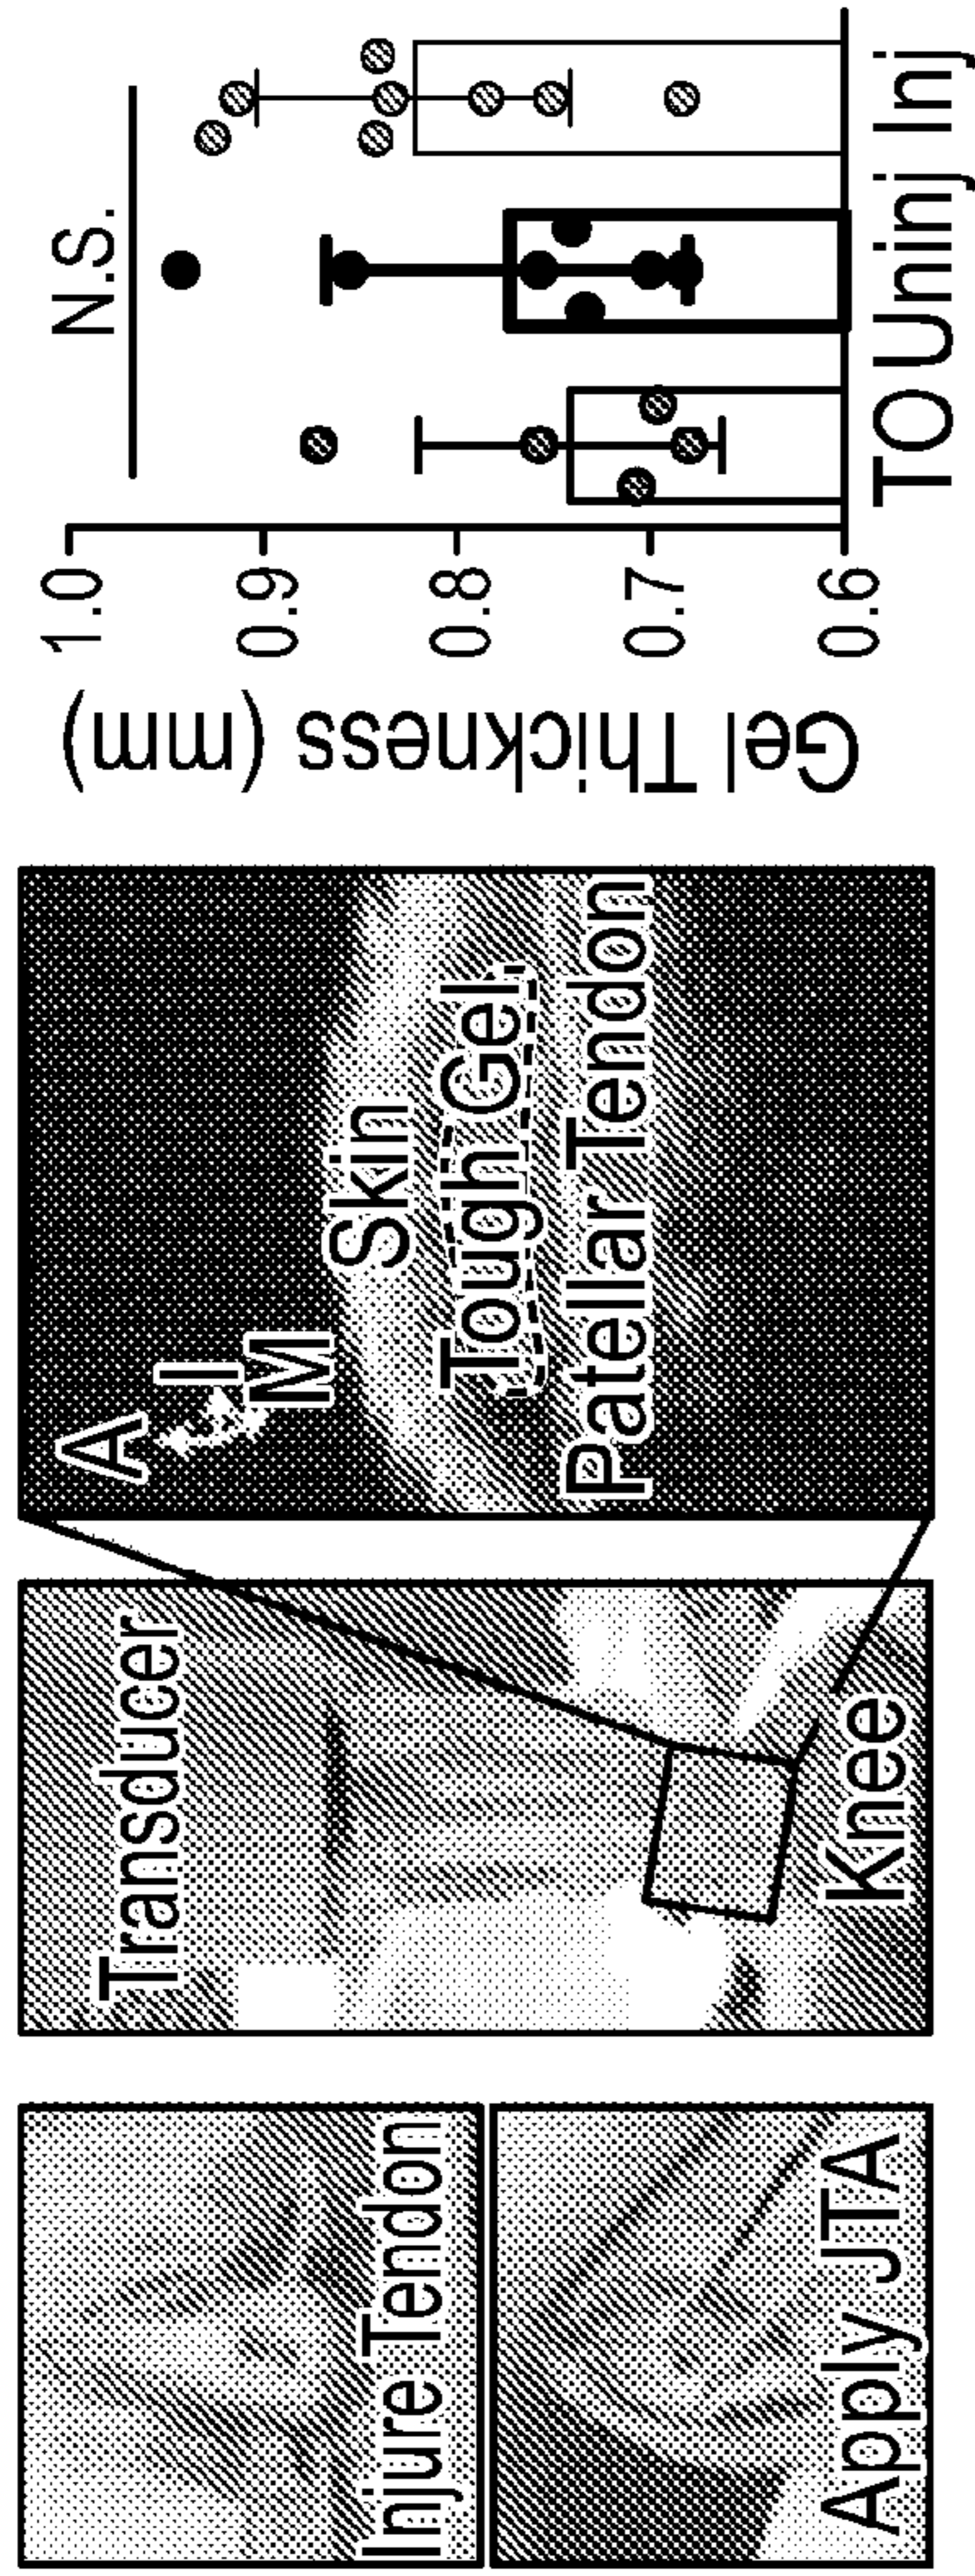 Injure Tendon
Apply JTA
Transducer
Knee
A
I
M
Skin
Tough Gel
Patellar Tendon
Gel Thickness (mm)
1.0
0.9
0.8
0.7
0.6
N.S.
TO Uninj Inj